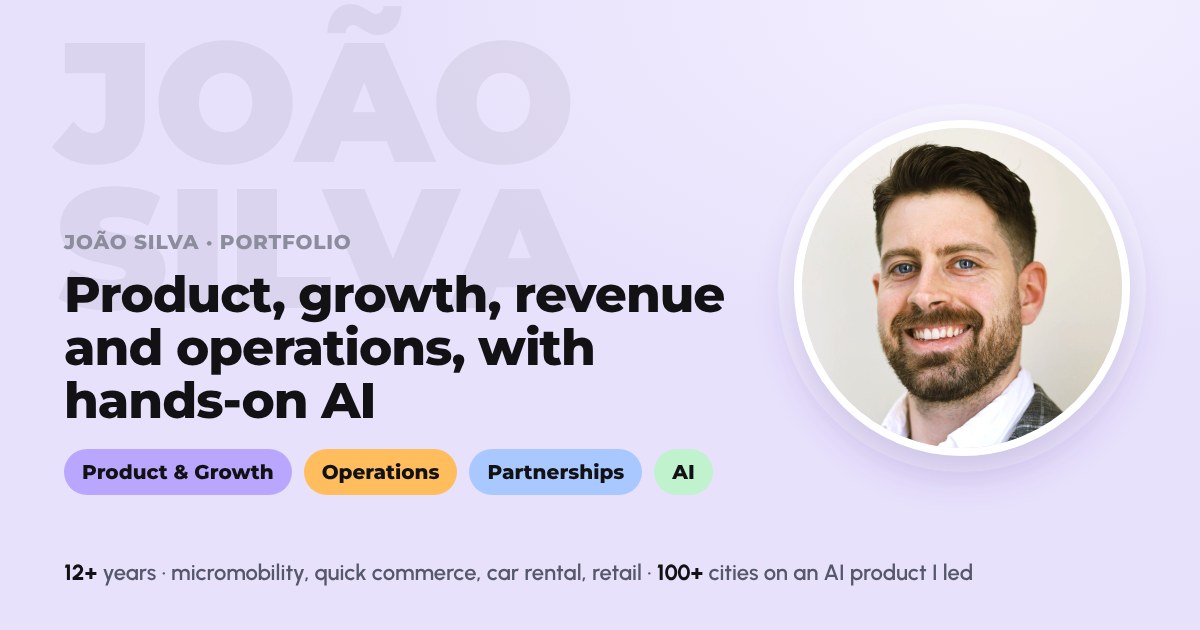 JOÃO
SILVA
JOÃO SILVA · PORTFOLIO
Product, growth, revenue
and operations, with
hands-on AI
Product & Growth
Operations
Partnerships
AI
12+ years · micromobility, quick commerce, car rental, retail · 100+ cities on an AI product I led